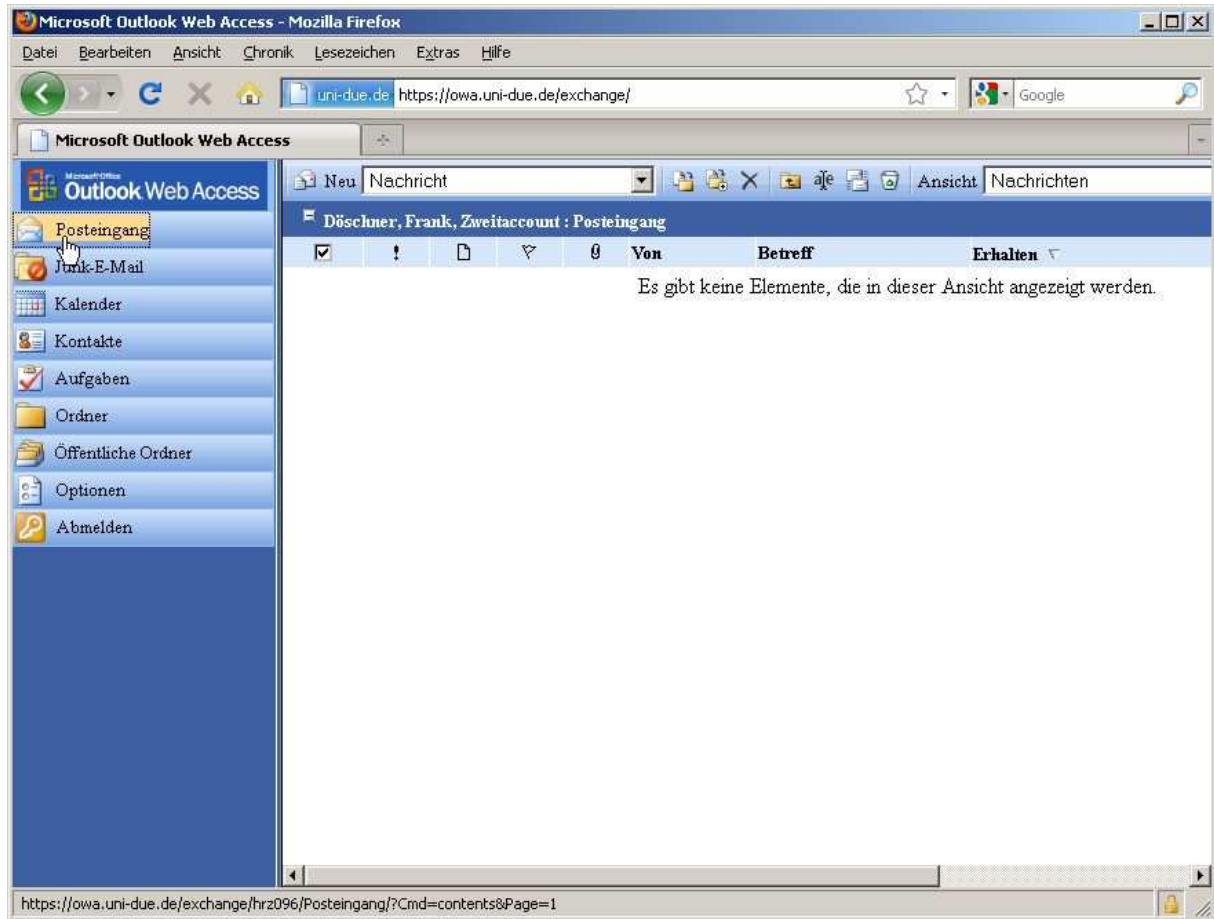 Microsoft Outlook Web Access - Mozilla Firefox
Datei Bearbeiten Ansicht Chronik Lesezeichen Extras Hilfe
uni-due.de https://owa.uni-due.de/exchange/ Google
Microsoft Outlook Web Access
Microsoft Office
Outlook Web Access
Neu Nachricht Ansicht Nachrichten
Döschner, Frank, Zweitaccount : Posteingang
Von Betreff Erhalten
Es gibt keine Elemente, die in dieser Ansicht angezeigt werden.
Posteingang
Junk-E-Mail
Kalender
Kontakte
Aufgaben
Ordner
Öffentliche Ordner
Optionen
Abmelden
https://owa.uni-due.de/exchange/hrz096/Posteingang/?Cmd=contents&Page=1